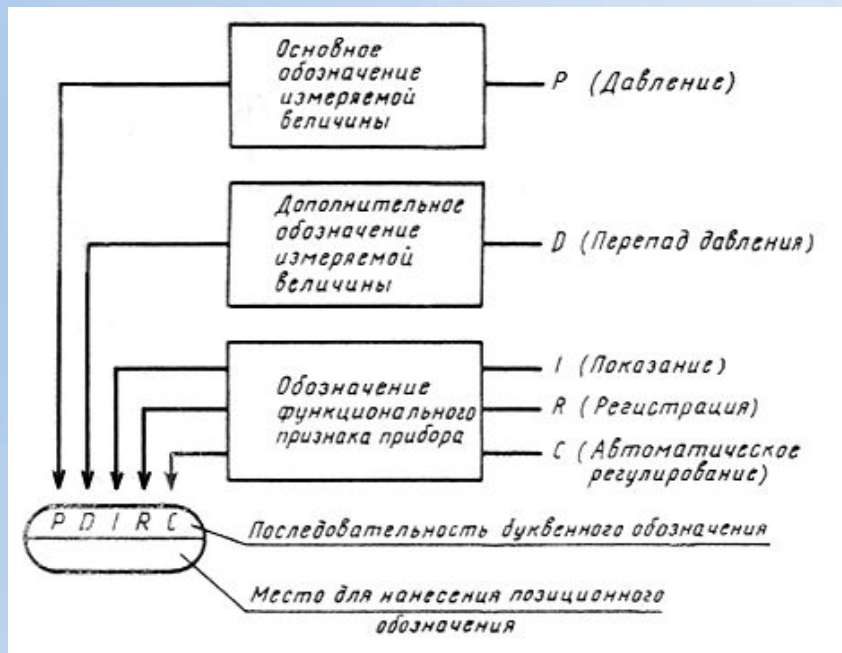 Основное
обозначение
измеряемой
величины
P (Давление)
Дополнительное
обозначение
измеряемой
величины
D (Перепад давления)
Обозначение
функционального
признака прибора
I (Показание)
R (Регистрация)
C (Автоматическое
регулирование)
P D I R C
Последовательность буквенного обозначения
Место для нанесения позиционного
обозначения